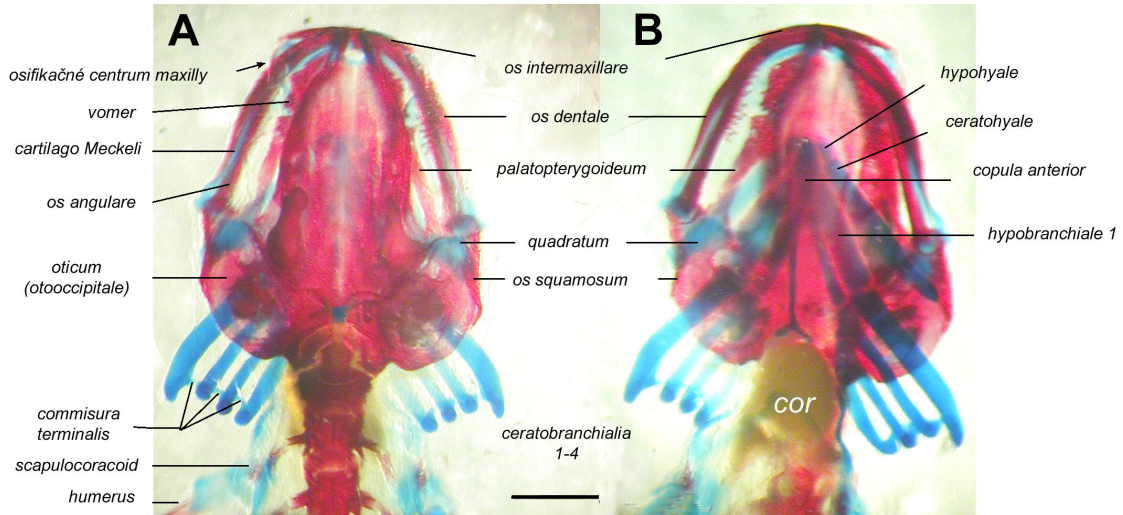 A
B
osifikačné centrum maxilly
vomer
cartilago Meckeli
os angulare
oticum
(otooccipitale)
commisura
terminalis
scapulocoracoid
humerus
os intermaxillare
os dentale
palatopterygoideum
quadratum
os squamosum
ceratobranchialia
1-4
hypohyale
ceratohyale
copula anterior
hypobranchiale 1
cor